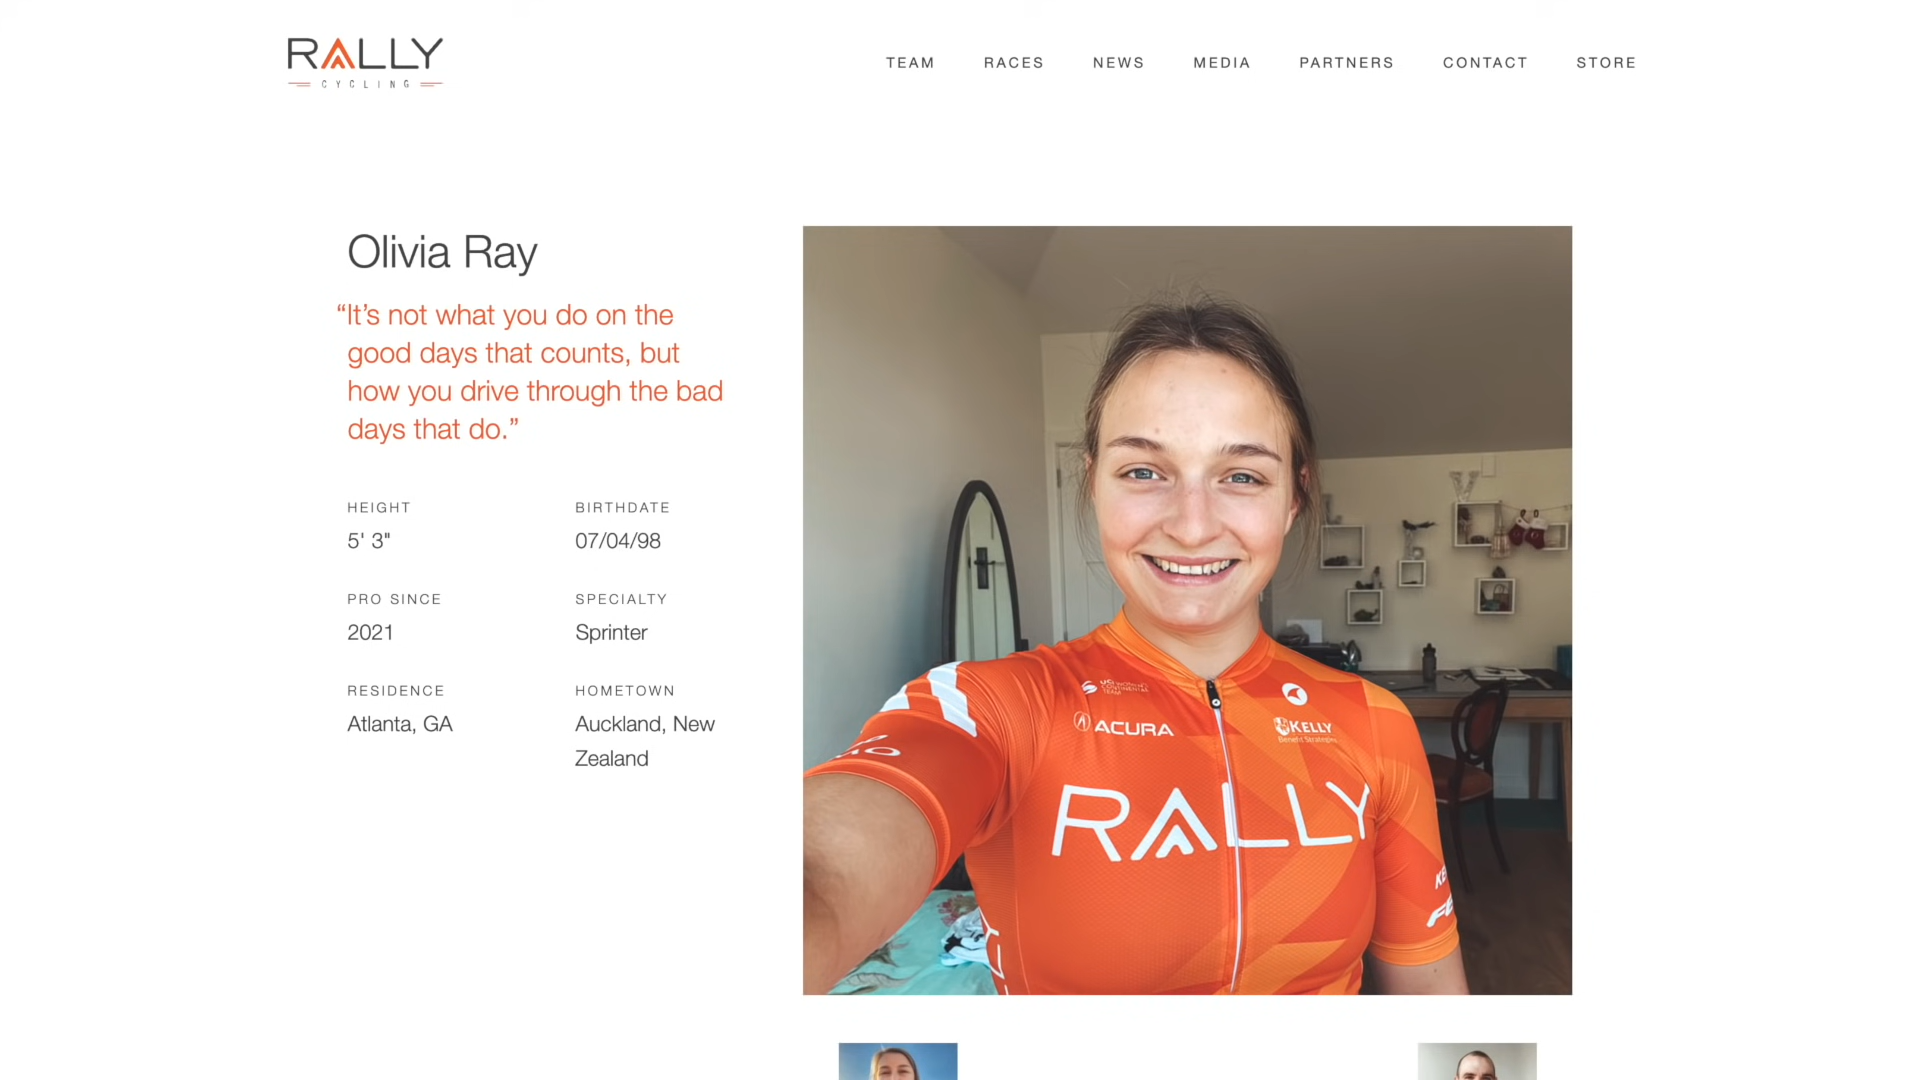 RALLY
CYCLING
TEAM RACES NEWS MEDIA PARTNERS CONTACT STORE
Olivia Ray
“It’s not what you do on the
good days that counts, but
how you drive through the bad
days that do.”
HEIGHT BIRTHDATE
5' 3" 07/04/98
PRO SINCE SPECIALTY
2021 Sprinter
RESIDENCE HOMETOWN
Atlanta, GA Auckland, New
Zealand
ACURA
KELLY
Benefit Strategies
RALLY